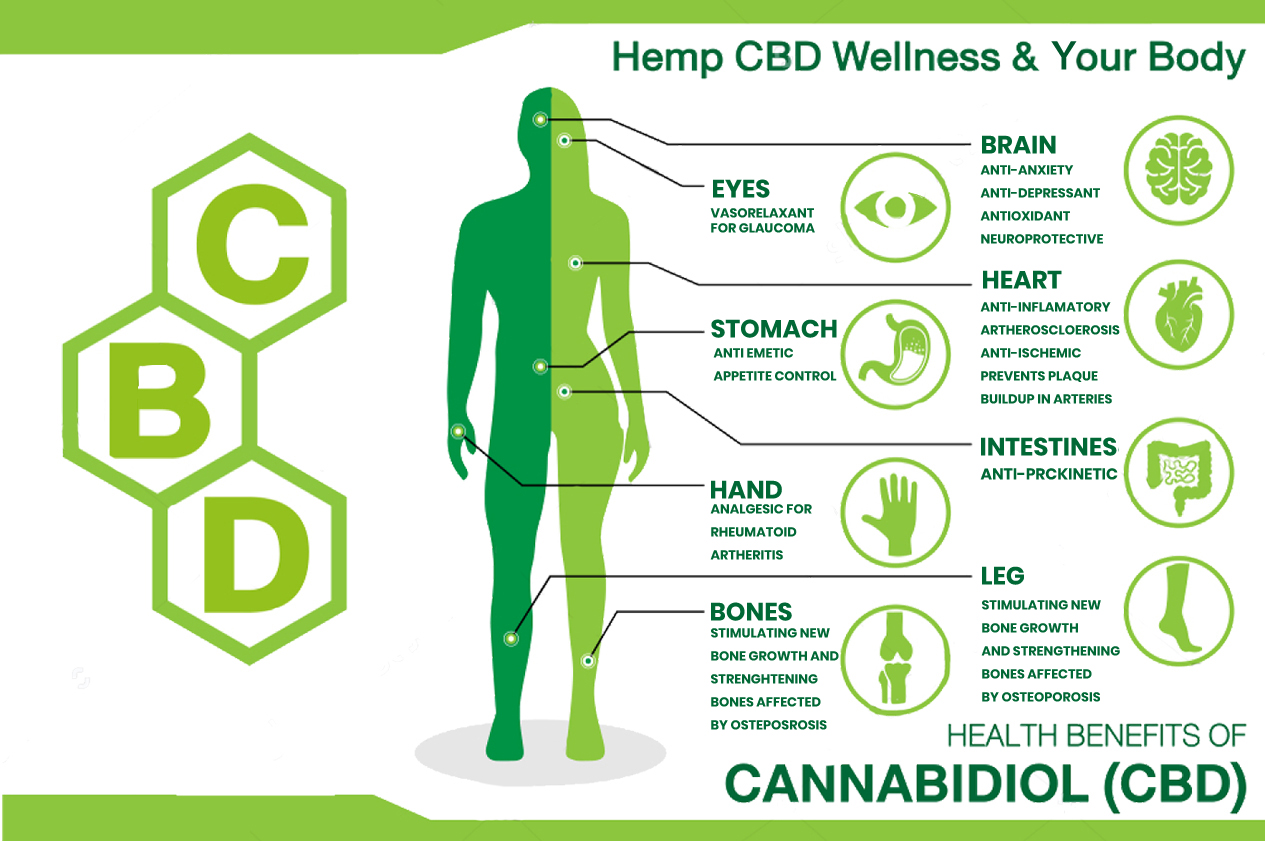 Hemp CBD Wellness & Your Body
C
B
D
BRAIN
ANTI-ANXIETY
ANTI-DEPRESSANT
ANTIOXIDANT
NEUROPROTECTIVE
EYES
VASORELAXANT
FOR GLAUCOMA
HEART
ANTI-INFLAMATORY
ARTHEROSCLOEROSIS
ANTI-ISCHEMIC
PREVENTS PLAQUE
BUILDUP IN ARTERIES
STOMACH
ANTI EMETIC
APPETITE CONTROL
INTESTINES
ANTI-PRCKINETIC
HAND
ANALGESIC FOR
RHEUMATOID
ARTHERITIS
LEG
STIMULATING NEW
BONE GROWTH
AND STRENGTHENING
BONES AFFECTED
BY OSTEOPOROSIS
BONES
STIMULATING NEW
BONE GROWTH AND
STRENGHTENING
BONES AFFECTED
BY OSTEPOSROSIS
HEALTH BENEFITS OF
CANNABIDIOL (CBD)